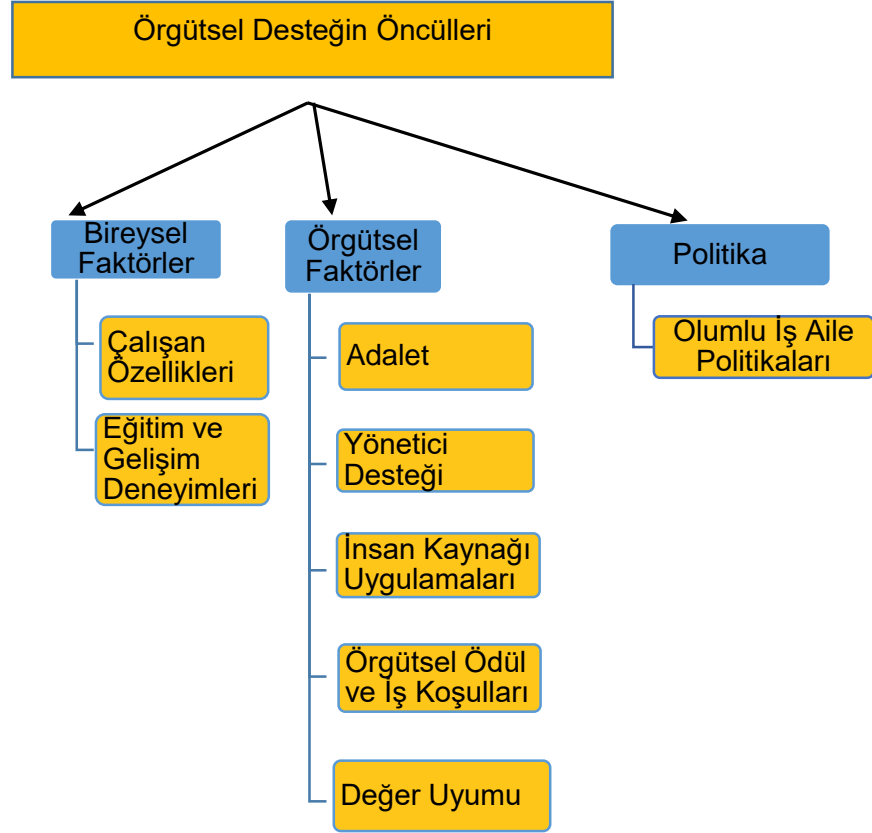 Örgütsel Desteğin Öncülleri
Bireysel
Faktörler
Çalışan
Özellikleri
Eğitim ve
Gelişim
Deneyimleri
Örgütsel
Faktörler
Adalet
Yönetici
Desteği
İnsan Kaynağı
Uygulamaları
Örgütsel Ödül
ve İş Koşulları
Değer Uyumu
Politika
Olumlu İş Aile
Politikaları